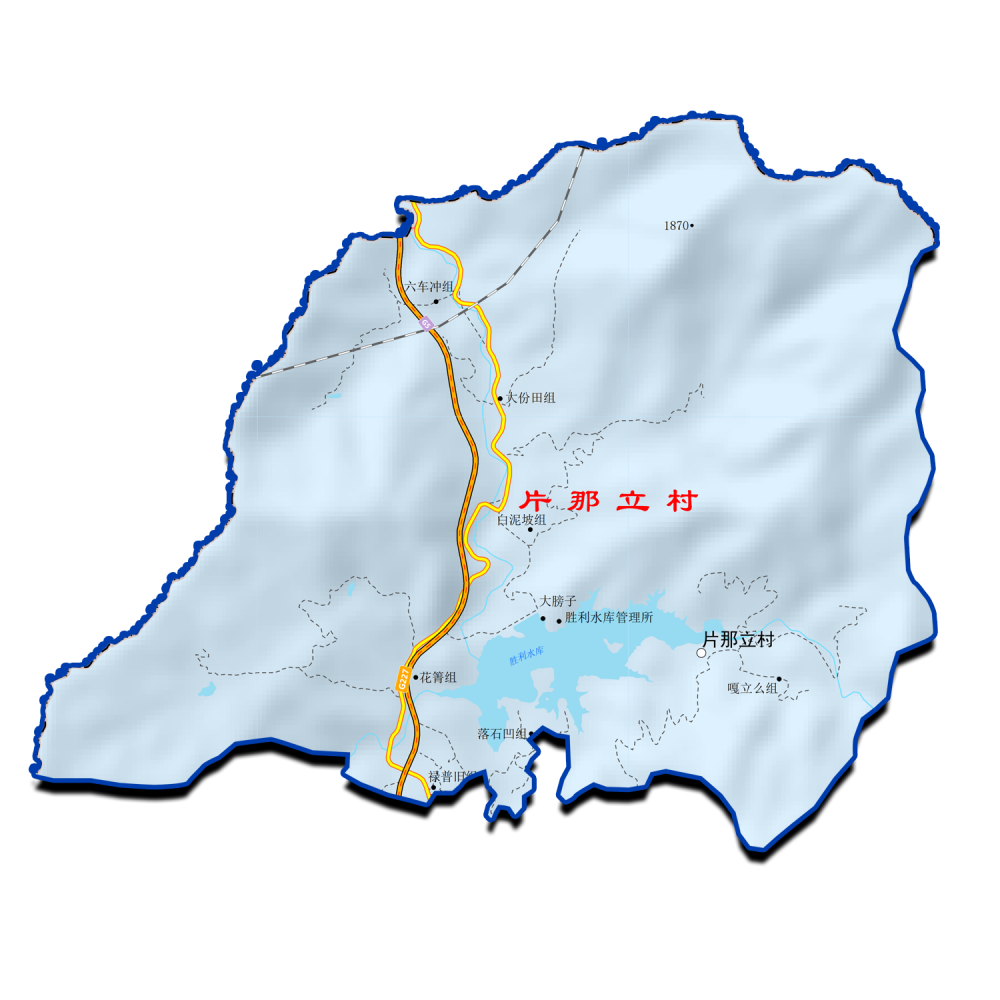 1870
六车冲组
大份田组
片那立村
白泥坡组
大膀子
胜利水库管理所
胜利水库
片那立村
G227
花箐组
嘎立么组
落石凹组
禄普旧组